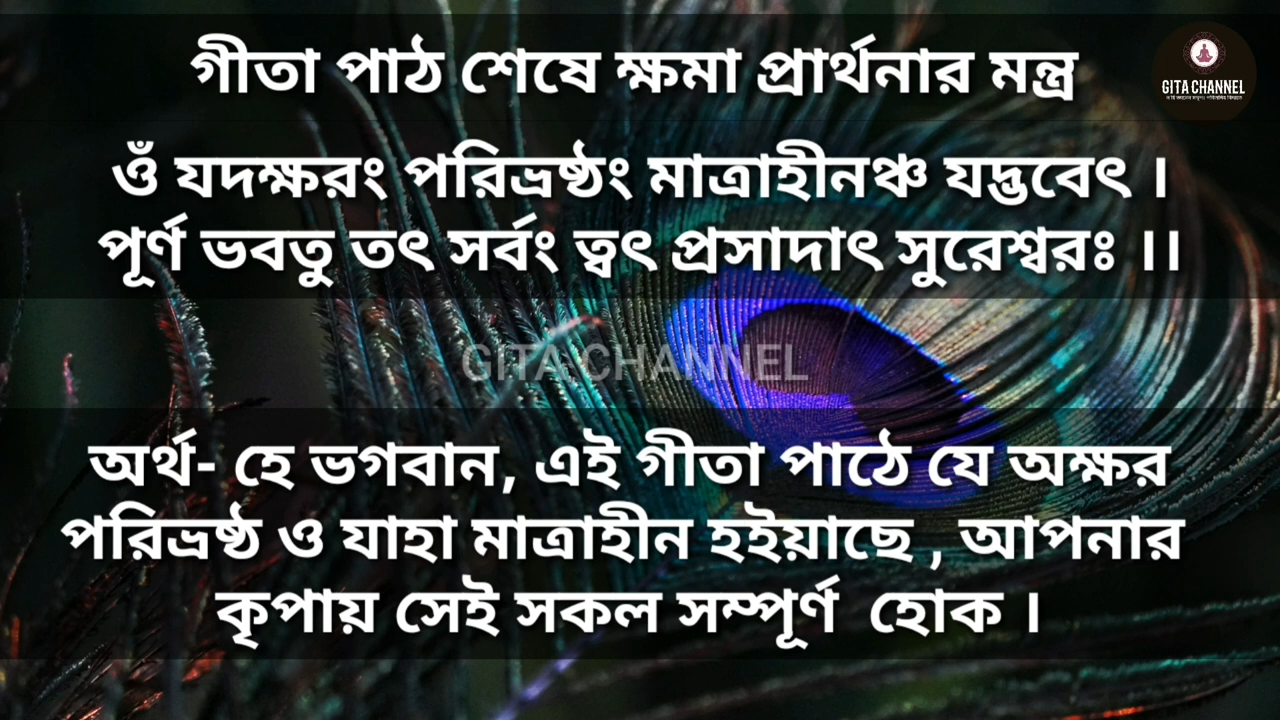 গীতা পাঠ শেষে ক্ষমা প্রার্থনার মন্ত্র
GITA CHANNEL
ওঁ যদক্ষরং পরিভ্রষ্ঠং মাত্রাহীনঞ্চ যদ্ভবেৎ ।
পূর্ণ ভবতু তৎ সর্বং ত্বৎ প্রসাদাৎ সুরেশ্বরঃ ।।
GITA CHANNEL
অর্থ- হে ভগবান, এই গীতা পাঠে যে অক্ষর
পরিভ্রষ্ঠ ও যাহা মাত্রাহীন হইয়াছে , আপনার
কৃপায় সেই সকল সম্পূর্ণ হোক ।